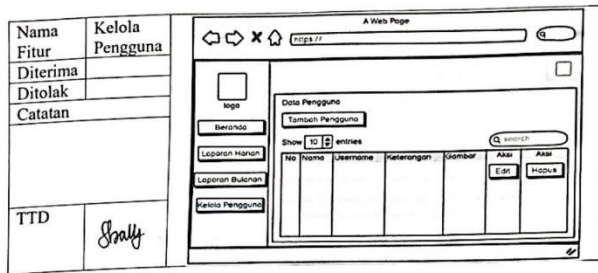 Nama Fitur
Kelola Pengguna
Diterima
Ditolak
Catatan
TTD
A Web Page
https://
logo
Beranda
Laporan Harian
Laporan Bulanan
Kelola Pengguna
Data Pengguna
Tambah Pengguna
Show 10 entries
search
No Nama Username Keterangan Gambar Aksi Aksi
Edit Hapus